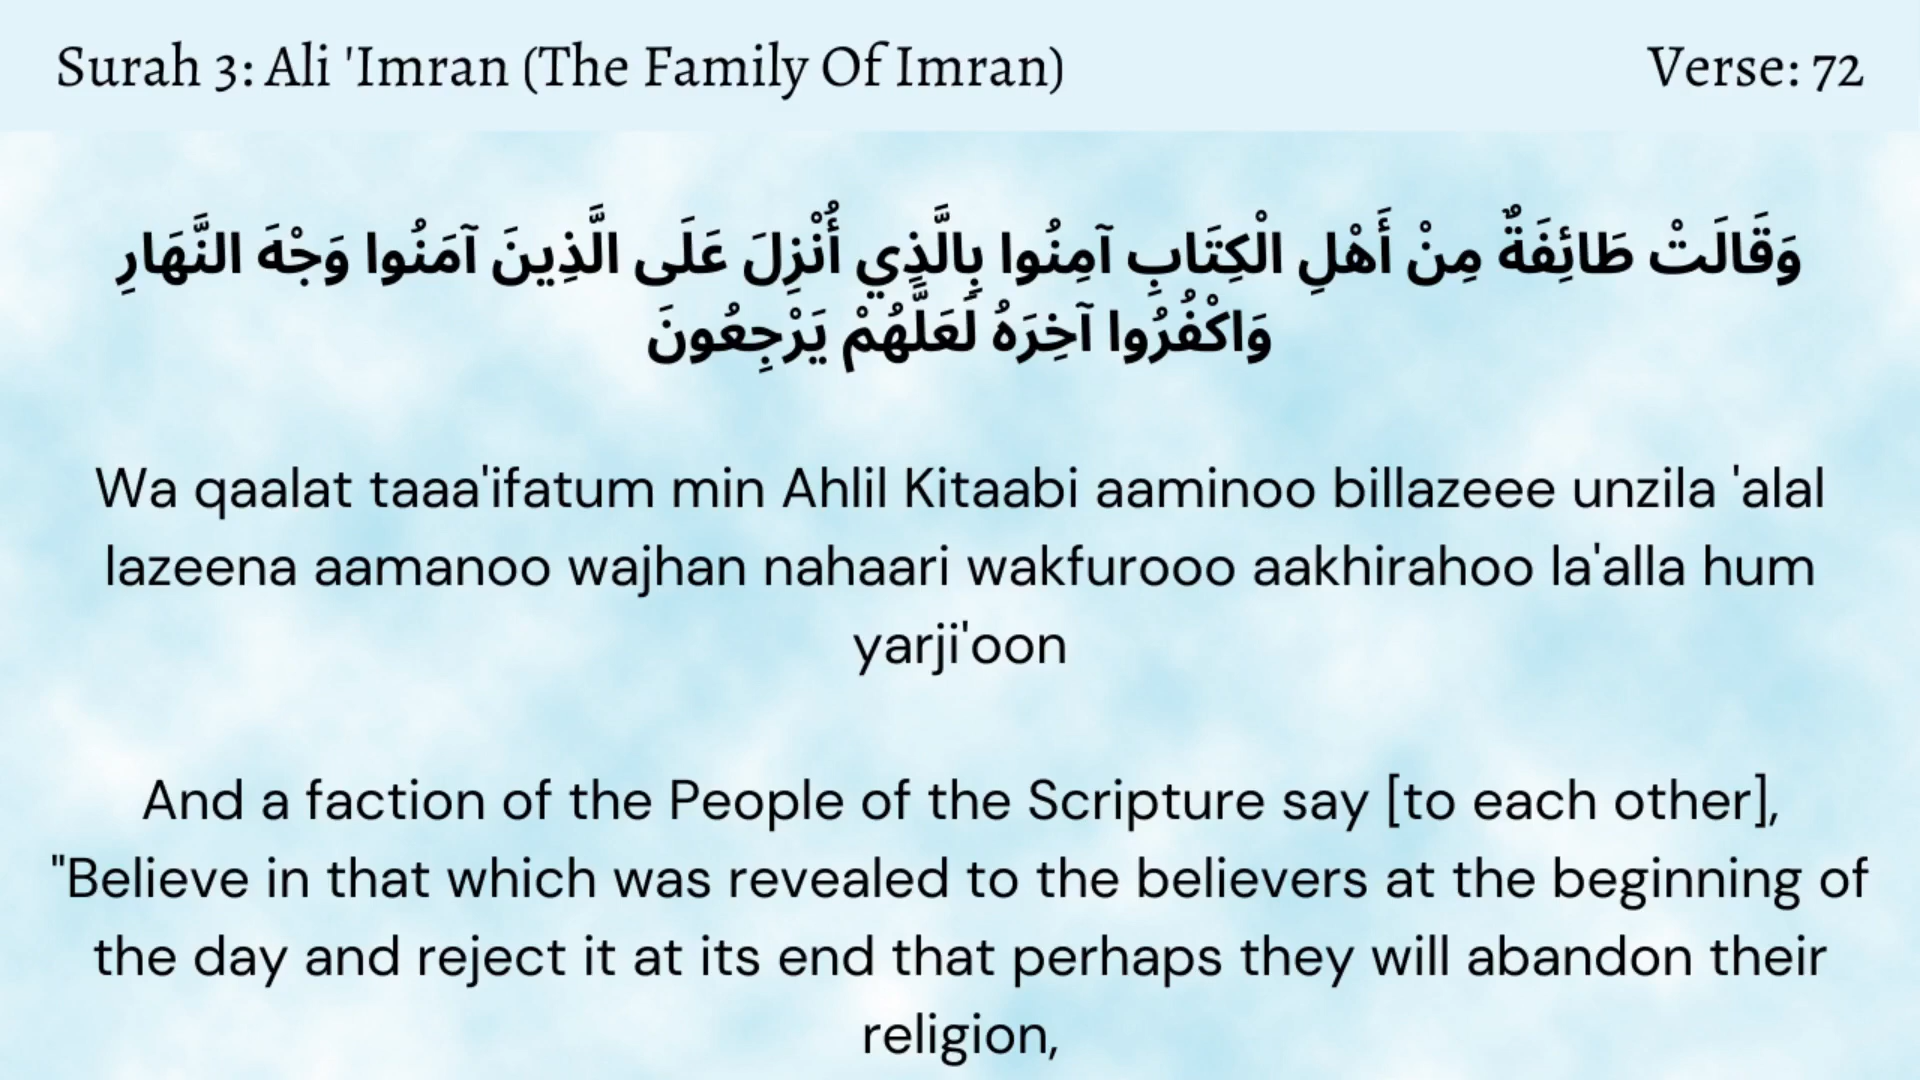 Surah 3: Ali 'Imran (The Family Of Imran)
Verse: 72
وَقَالَتْ طَائِفَةٌ مِنْ أَهْلِ الْكِتَابِ آمِنُوا بِالَّذِي أُنْزِلَ عَلَى الَّذِينَ آمَنُوا وَجْهَ النَّهَارِ
وَاكْفُرُوا آخِرَهُ لَعَلَّهُمْ يَرْجِعُونَ
Wa qaalat taaa'ifatum min Ahlil Kitaabi aaminoo billazeee unzila 'alal
lazeena aamanoo wajhan nahaari wakfurooo aakhirahoo la'alla hum
yarji'oon
And a faction of the People of the Scripture say [to each other],
"Believe in that which was revealed to the believers at the beginning of
the day and reject it at its end that perhaps they will abandon their
religion,